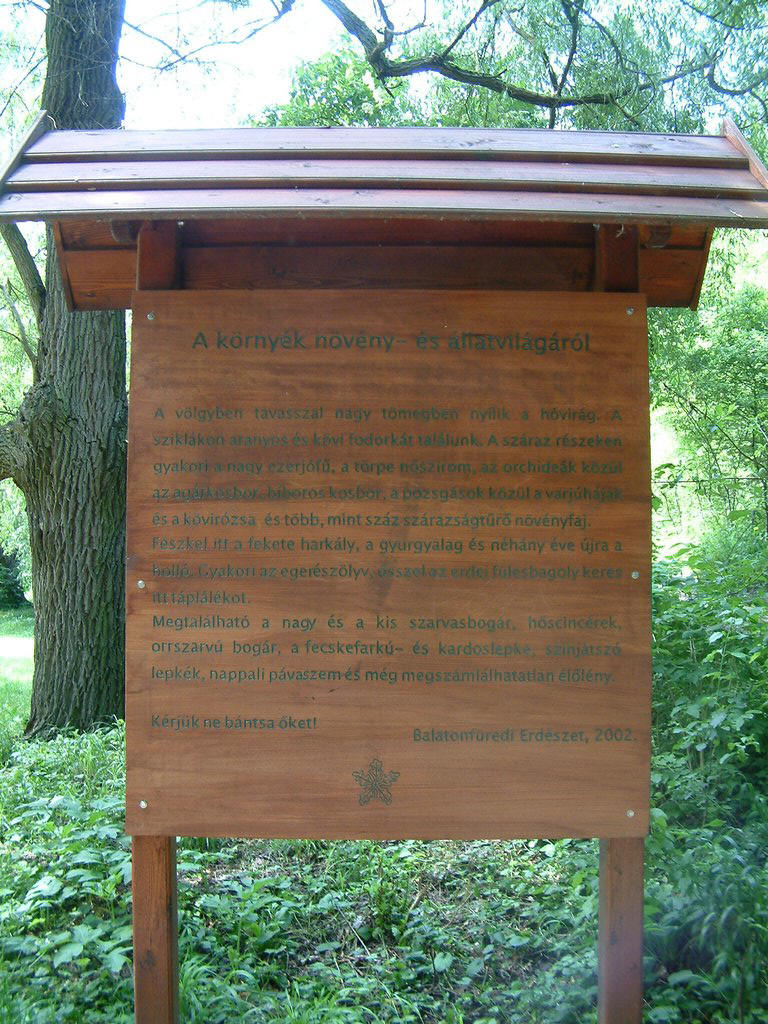 A környék növény- és állatvilágáról
A völgyben tavasszal nagy tömegben nyílik a hóvirág. A
sziklákon aranyos és kövi fodorkát találunk. A száraz részeken
gyakori a nagy ezerjófű, a törpe nőszirom, az orchideák közül
az agárkosbor, bíboros kosbor, a pozsgások közül a varjúháják
és a kövirózsa és több, mint száz szárazságtűrő növényfaj.
Fészkel itt a fekete harkály, a gyurgyalag és néhány éve újra a
holló. Gyakori az egerészölyv, ősszel az erdei fülesbagoly keres
itt táplálékot.
Megtalálható a nagy és a kis szarvasbogár, hőscincérek,
orrszarvú bogár, a fecskefarkú- és kardoslepke, színjátszó
lepkék, nappali pávaszem és még megszámlálhatatlan élőlény.
Kérjük ne bántsa őket!
Balatonfüredi Erdészet, 2002.